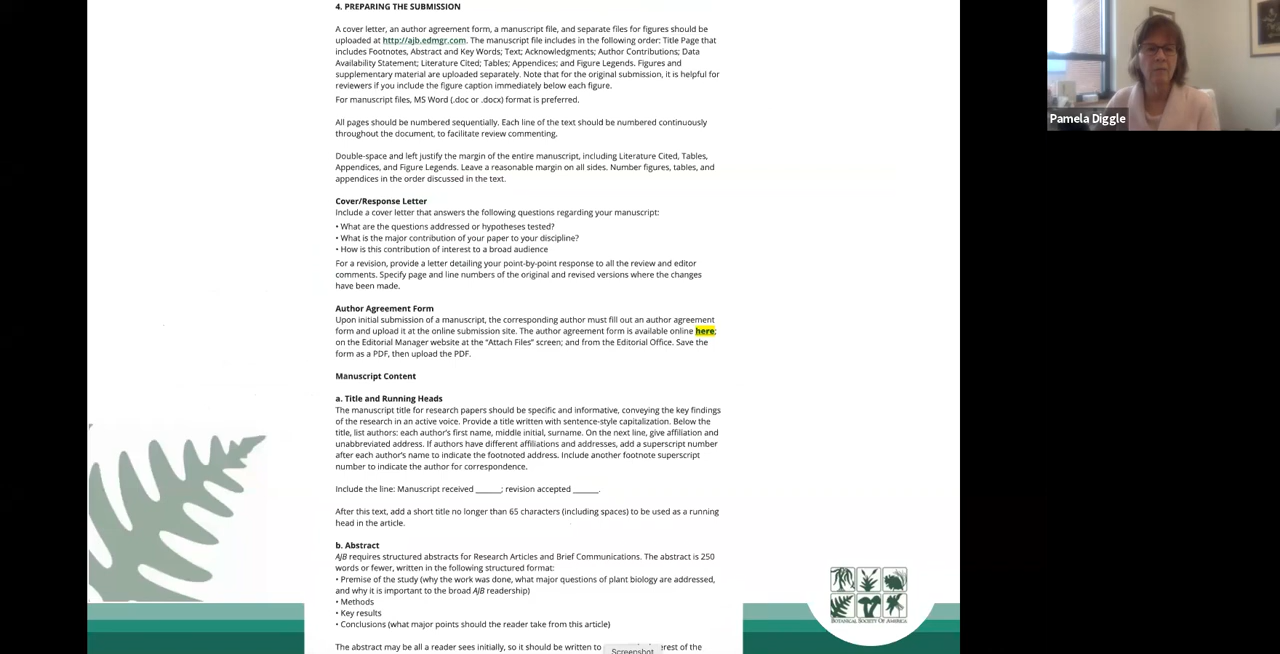 4. PREPARING THE SUBMISSION
A cover letter, an author agreement form, a manuscript file, and separate files for figures should be
uploaded at http://ajb.edmgr.com. The manuscript file includes in the following order: Title Page that
includes Footnotes, Abstract and Key Words; Text; Acknowledgments; Author Contributions; Data
Availability Statement; Literature Cited; Tables; Appendices; and Figure Legends. Figures and
supplementary material are uploaded separately. Note that for the original submission, it is helpful for
reviewers if you include the figure caption immediately below each figure.
For manuscript files, MS Word (.doc or .docx) format is preferred.
All pages should be numbered sequentially. Each line of the text should be numbered continuously
throughout the document, to facilitate review commenting.
Double-space and left justify the margin of the entire manuscript, including Literature Cited, Tables,
Appendices, and Figure Legends. Leave a reasonable margin on all sides. Number figures, tables, and
appendices in the order discussed in the text.
Cover/Response Letter
Include a cover letter that answers the following questions regarding your manuscript:
• What are the questions addressed or hypotheses tested?
• What is the major contribution of your paper to your discipline?
• How is this contribution of interest to a broad audience
For a revision, provide a letter detailing your point-by-point response to all the review and editor
comments. Specify page and line numbers of the original and revised versions where the changes
have been made.
Author Agreement Form
Upon initial submission of a manuscript, the corresponding author must fill out an author agreement
form and upload it at the online submission site. The author agreement form is available online here;
on the Editorial Manager website at the "Attach Files" screen; and from the Editorial Office. Save the
form as a PDF, then upload the PDF.
Manuscript Content
a. Title and Running Heads
The manuscript title for research papers should be specific and informative, conveying the key findings
of the research in an active voice. Provide a title written with sentence-style capitalization. Below the
title, list authors: each author's first name, middle initial, surname. On the next line, give affiliation and
unabbreviated address. If authors have different affiliations and addresses, add a superscript number
after each author's name to indicate the footnoted address. Include another footnote superscript
number to indicate the author for correspondence.
Include the line: Manuscript received ______; revision accepted ______.
After this text, add a short title no longer than 65 characters (including spaces) to be used as a running
head in the article.
b. Abstract
AJB requires structured abstracts for Research Articles and Brief Communications. The abstract is 250
words or fewer, written in the following structured format:
• Premise of the study (why the work was done, what major questions of plant biology are addressed,
and why it is important to the broad AJB readership)
• Methods
• Key results
• Conclusions (what major points should the reader take from this article)
The abstract may be all a reader sees initially, so it should be written to erest of the
Screenshot
Pamela Diggle
BOTANICAL SOCIETY OF AMERICA